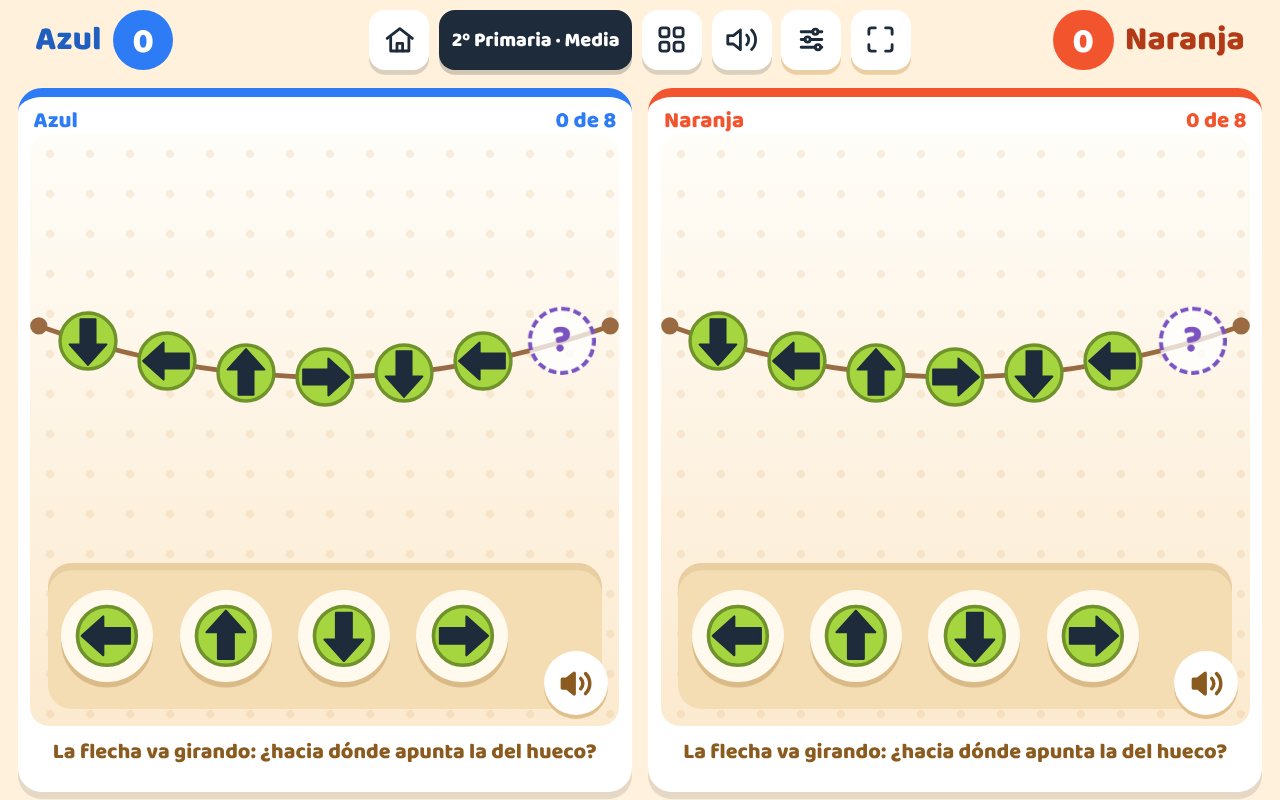 Azul 0
2º Primaria · Media
0 Naranja
Azul 0 de 8
?
La flecha va girando: ¿hacia dónde apunta la del hueco?
Naranja 0 de 8
?
La flecha va girando: ¿hacia dónde apunta la del hueco?